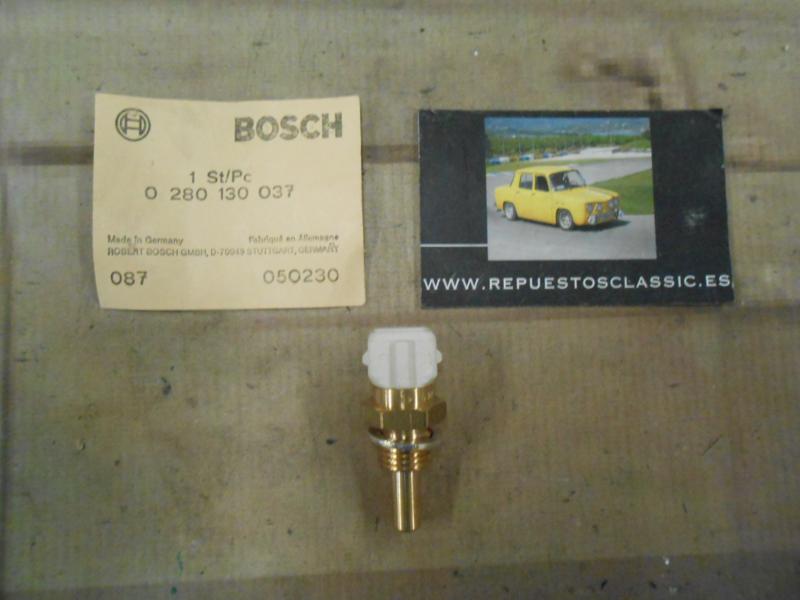 BOSCH
1 St/Pc
0 280 130 037
Made in Germany Fabriqué en Allemagne
ROBERT BOSCH GMBH, D-70049 STUTTGART, GERMANY
087 050230
WWW.REPUESTOSCLASSIC.ES